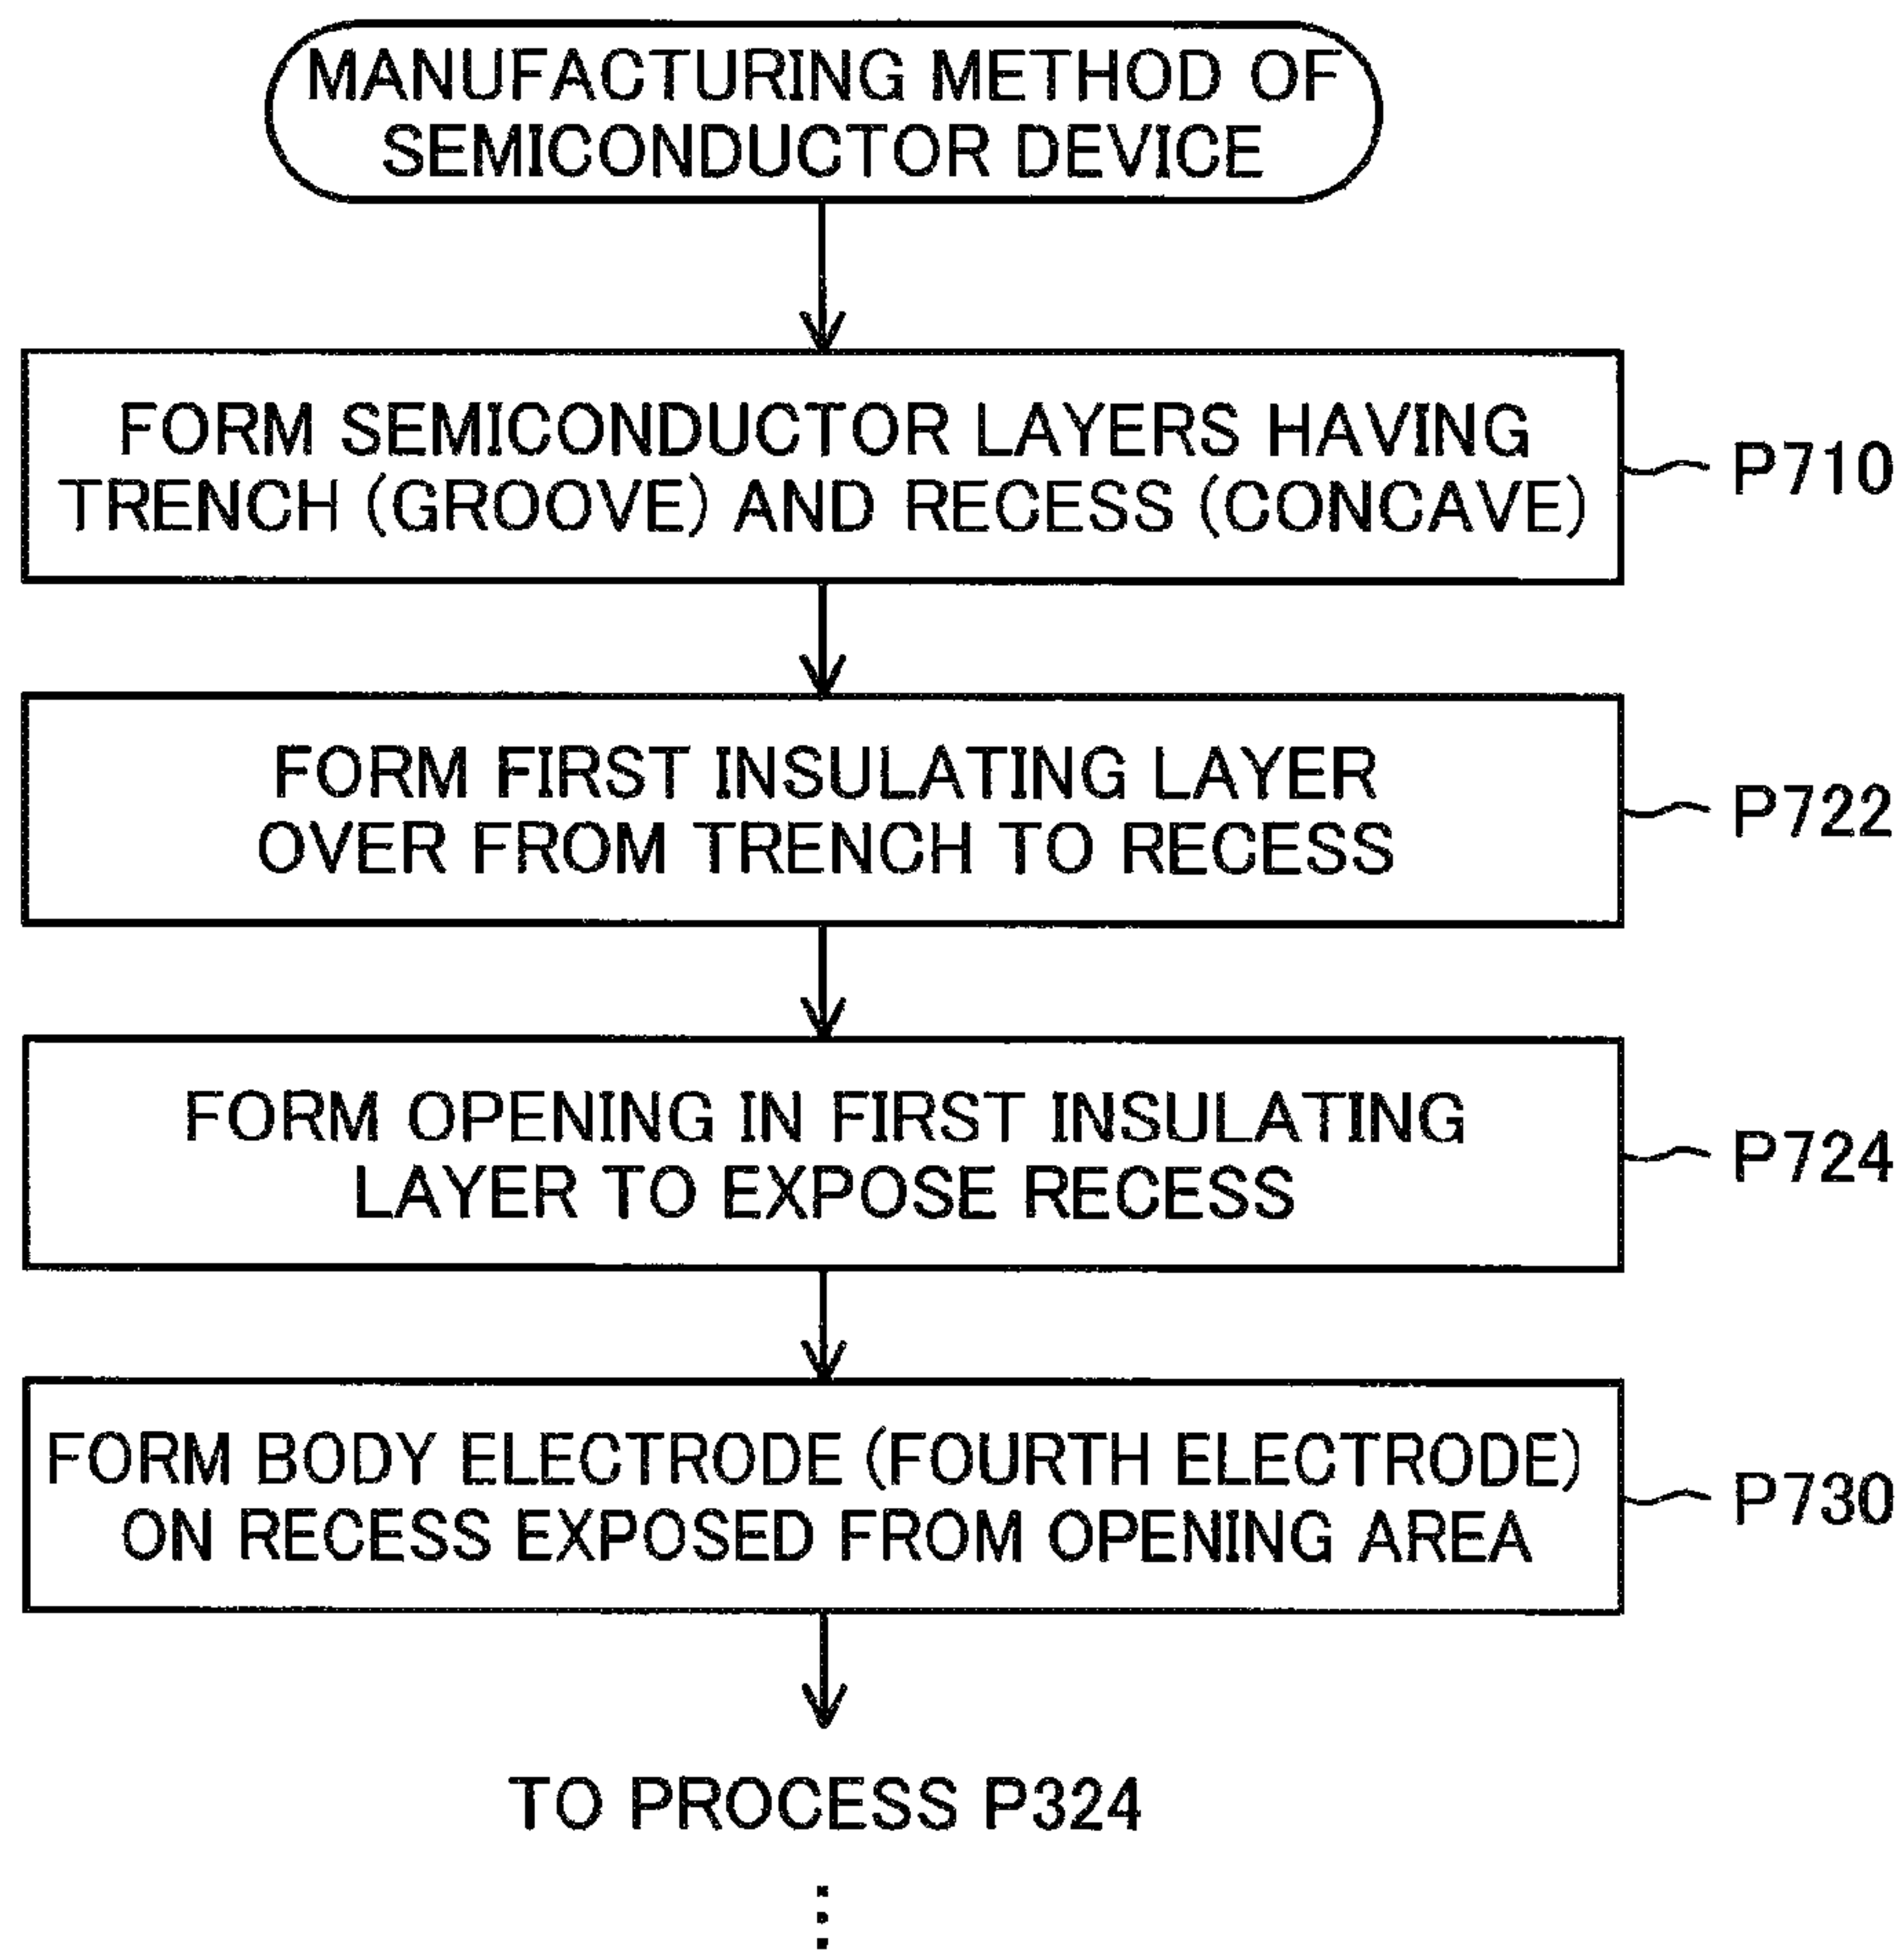 MANUFACTURING METHOD OF
SEMICONDUCTOR DEVICE
FORM SEMICONDUCTOR LAYERS HAVING
TRENCH (GROOVE) AND RECESS (CONCAVE)
P710
FORM FIRST INSULATING LAYER
OVER FROM TRENCH TO RECESS
P722
FORM OPENING IN FIRST INSULATING
LAYER TO EXPOSE RECESS
P724
FORM BODY ELECTRODE (FOURTH ELECTRODE)
ON RECESS EXPOSED FROM OPENING AREA
P730
TO PROCESS P324